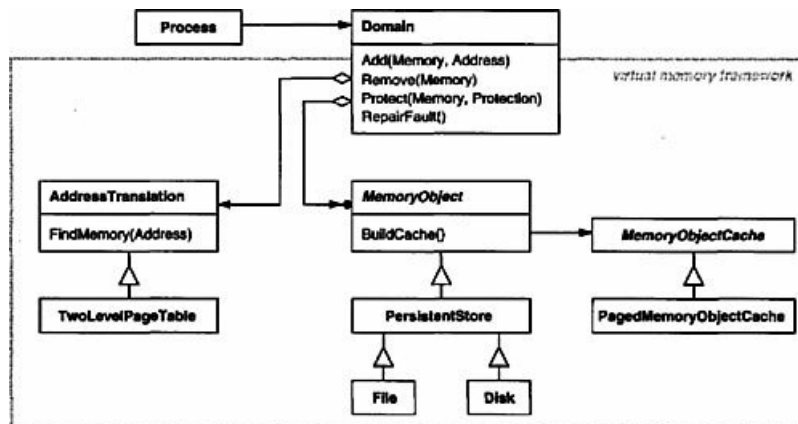 Process
Domain
Add(Memory, Address)
Remove(Memory)
Protect(Memory, Protection)
RepairFault()
virtual memory framework
AddressTranslation
FindMemory(Address)
MemoryObject
BuildCache()
MemoryObjectCache
TwoLevelPageTable
PersistentStore
PagedMemoryObjectCache
File
Disk